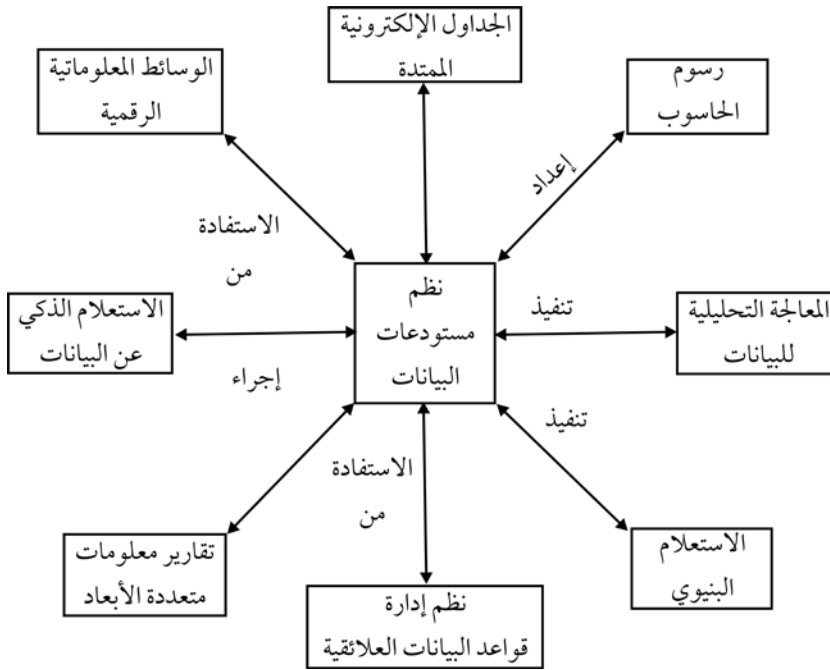 الجداول الإلكترونية
الممتدة
رسوم
الحاسوب
الوسائط المعلوماتية
الرقمية
إعداد
الاستفادة
من
نظم
مستودعات
البيانات
تنفيذ
المعالجة التحليلية
للبيانات
الاستعلام الذكي
عن البيانات
إجراء
تنفيذ
الاستفادة
من
الاستعلام
البنيوي
تقارير معلومات
متعددة الأبعاد
نظم إدارة
قواعد البيانات العلائقية